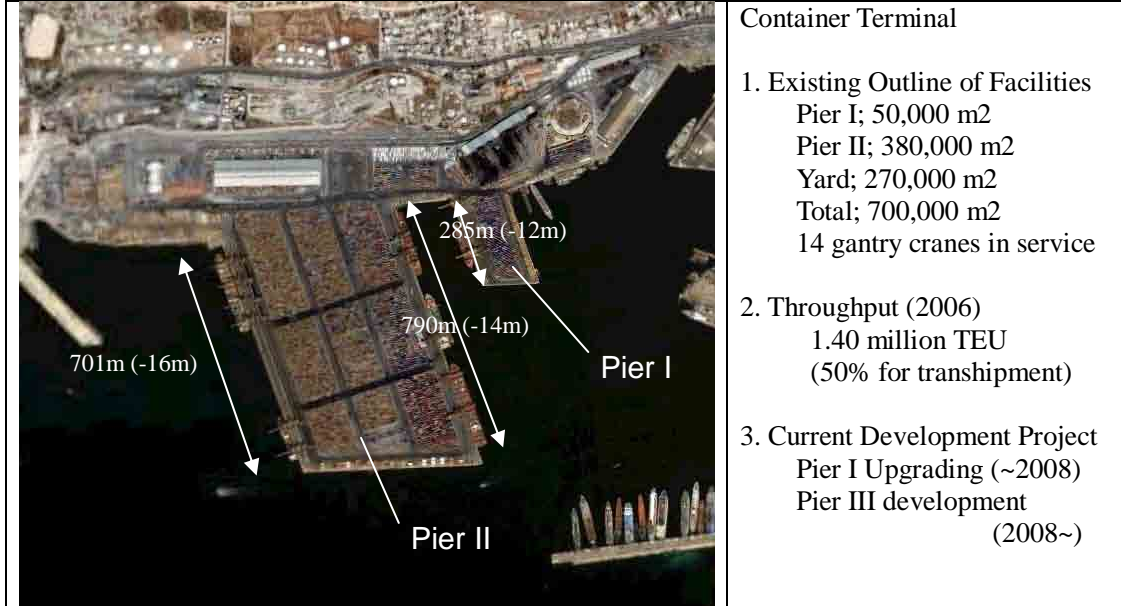 285m (-12m)
790m (-14m)
701m (-16m)
Pier I
Pier II
Container Terminal
1. Existing Outline of Facilities
Pier I; 50,000 m2
Pier II; 380,000 m2
Yard; 270,000 m2
Total; 700,000 m2
14 gantry cranes in service
2. Throughput (2006)
1.40 million TEU
(50% for transhipment)
3. Current Development Project
Pier I Upgrading (~2008)
Pier III development
(2008~)